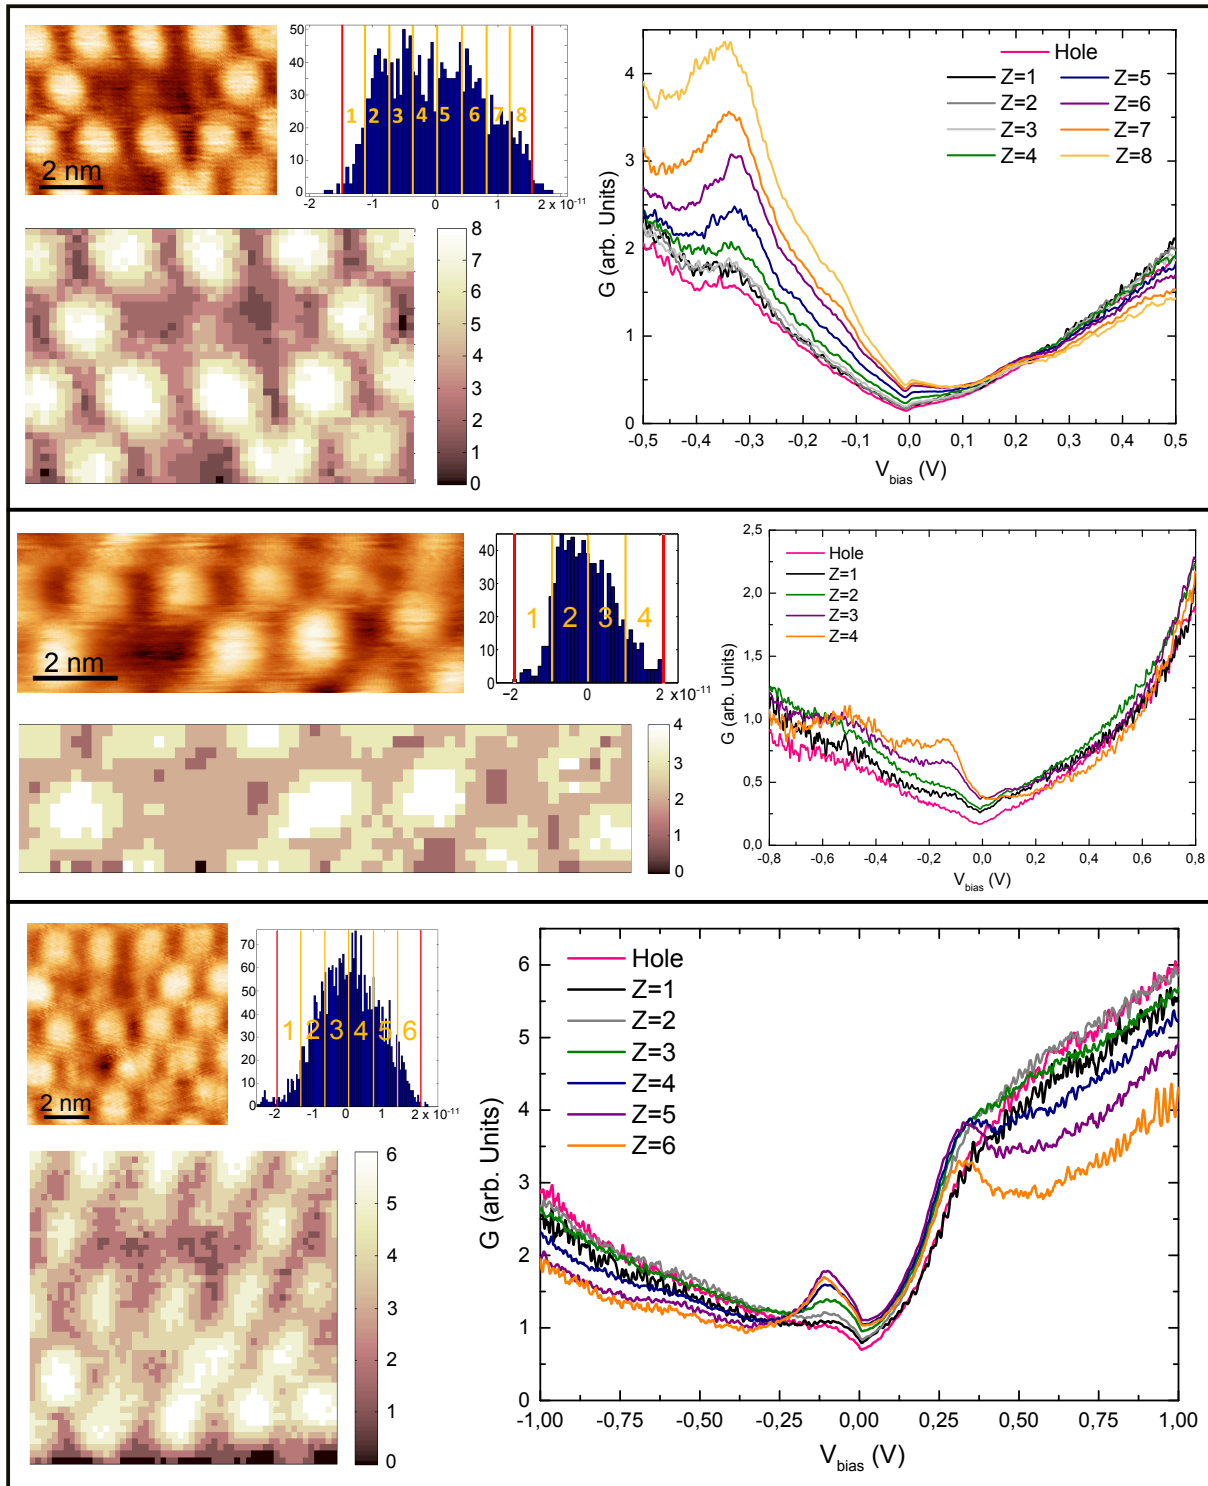 2 nm
50
40
30
20
10
0
1 2 3 4 5 6 7 8
-2 -1 0 1 2 x 10⁻¹¹
8
7
6
5
4
3
2
1
0
Hole
Z=1 Z=5
Z=2 Z=6
Z=3 Z=7
Z=4 Z=8
G (arb. Units)
4
3
2
1
0
-0,5 -0,4 -0,3 -0,2 -0,1 0,0 0,1 0,2 0,3 0,4 0,5
V_bias (V)
2 nm
40
30
20
10
0
1 2 3 4
-2 0 2 x 10⁻¹¹
4
3
2
1
0
Hole
Z=1
Z=2
Z=3
Z=4
G (arb. Units)
2,5
2,0
1,5
1,0
0,5
0,0
-0,8 -0,6 -0,4 -0,2 0,0 0,2 0,4 0,6 0,8
V_bias (V)
2 nm
70
60
50
40
30
20
10
0
1 2 3 4 5 6
-2 -1 0 1 2 x 10⁻¹¹
6
5
4
3
2
1
0
Hole
Z=1
Z=2
Z=3
Z=4
Z=5
Z=6
G (arb. Units)
6
5
4
3
2
1
0
-1,00 -0,75 -0,50 -0,25 0,00 0,25 0,50 0,75 1,00
V_bias (V)